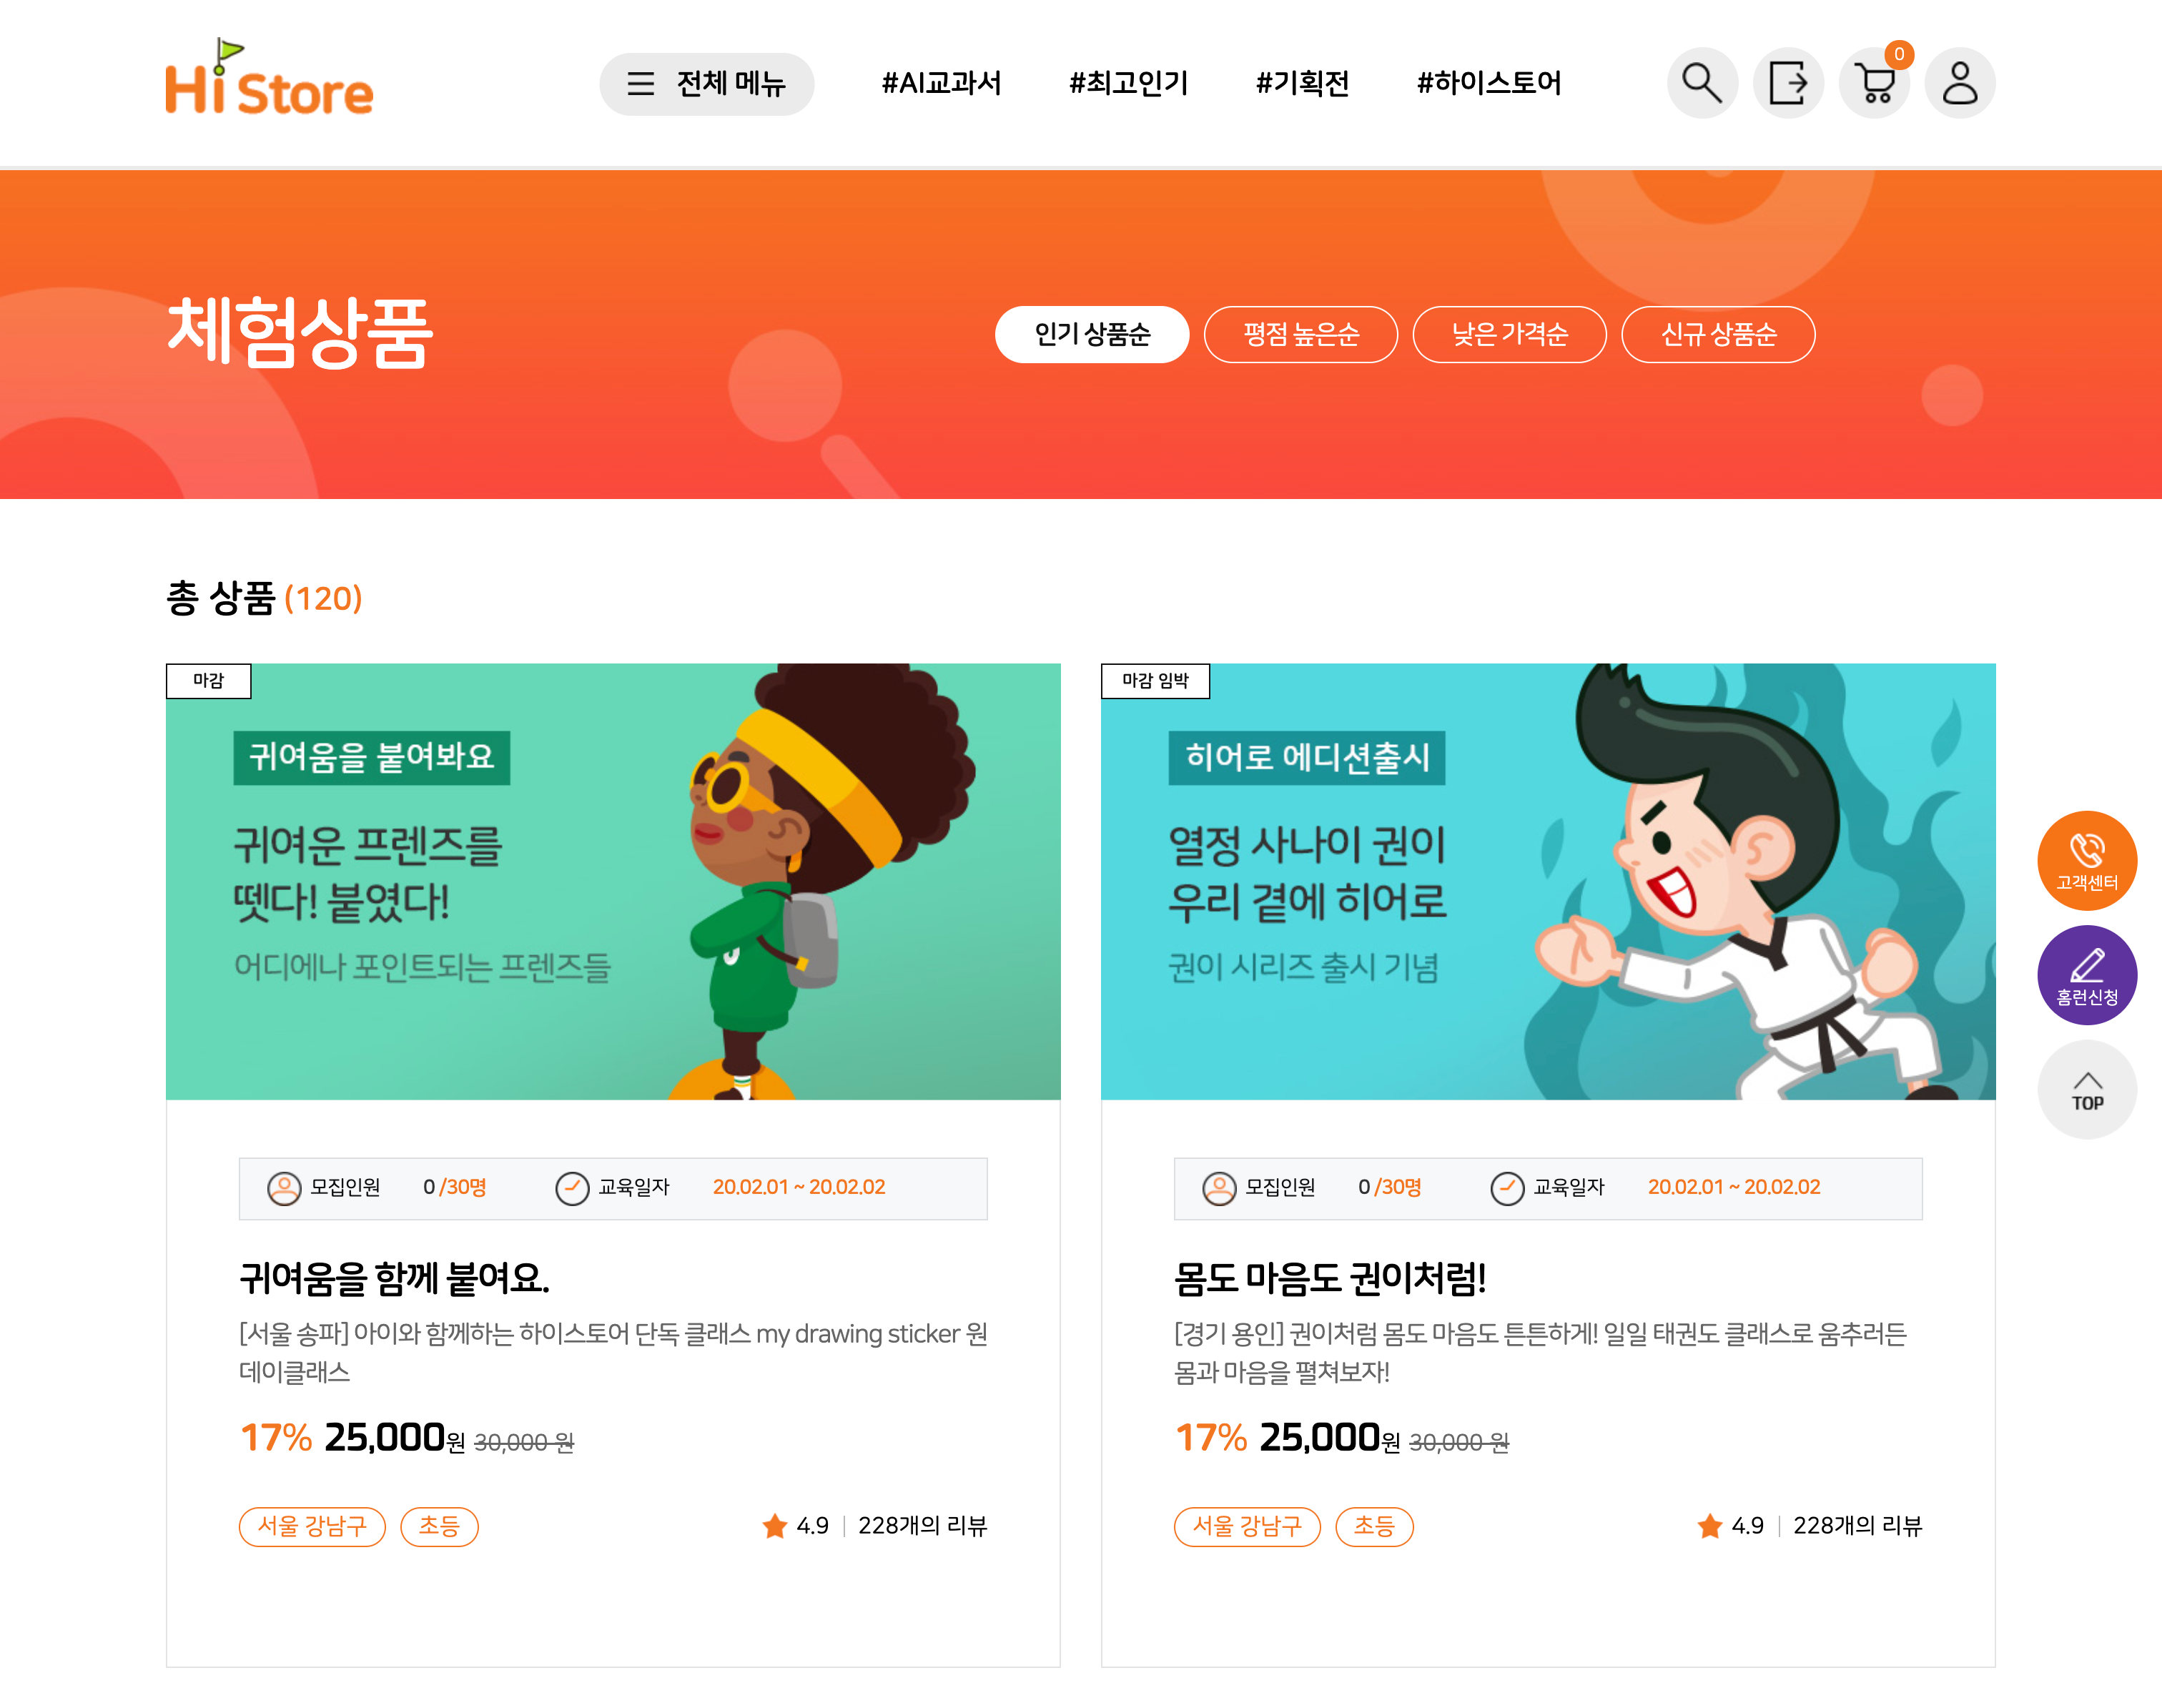 Hi Store
전체 메뉴
#AI교과서
#최고인기
#기획전
#하이스토어
0
체험상품
인기 상품순
평점 높은순
낮은 가격순
신규 상품순
총 상품 (120)
마감
귀여움을 붙여봐요
귀여운 프렌즈를
뗏다! 붙였다!
어디에나 포인트되는 프렌즈들
모집인원 0 /30명 교육일자 20.02.01 ~ 20.02.02
귀여움을 함께 붙여요.
[서울 송파] 아이와 함께하는 하이스토어 단독 클래스 my drawing sticker 원
데이클래스
17% 25,000원 30,000 원
서울 강남구 초등 4.9 228개의 리뷰
마감 임박
히어로 에디션출시
열정 사나이 권이
우리 곁에 히어로
권이 시리즈 출시 기념
모집인원 0 /30명 교육일자 20.02.01 ~ 20.02.02
몸도 마음도 권이처럼!
[경기 용인] 권이처럼 몸도 마음도 튼튼하게! 일일 태권도 클래스로 움추러든
몸과 마음을 펼쳐보자!
17% 25,000원 30,000 원
서울 강남구 초등 4.9 228개의 리뷰
고객센터
홈런신청
TOP